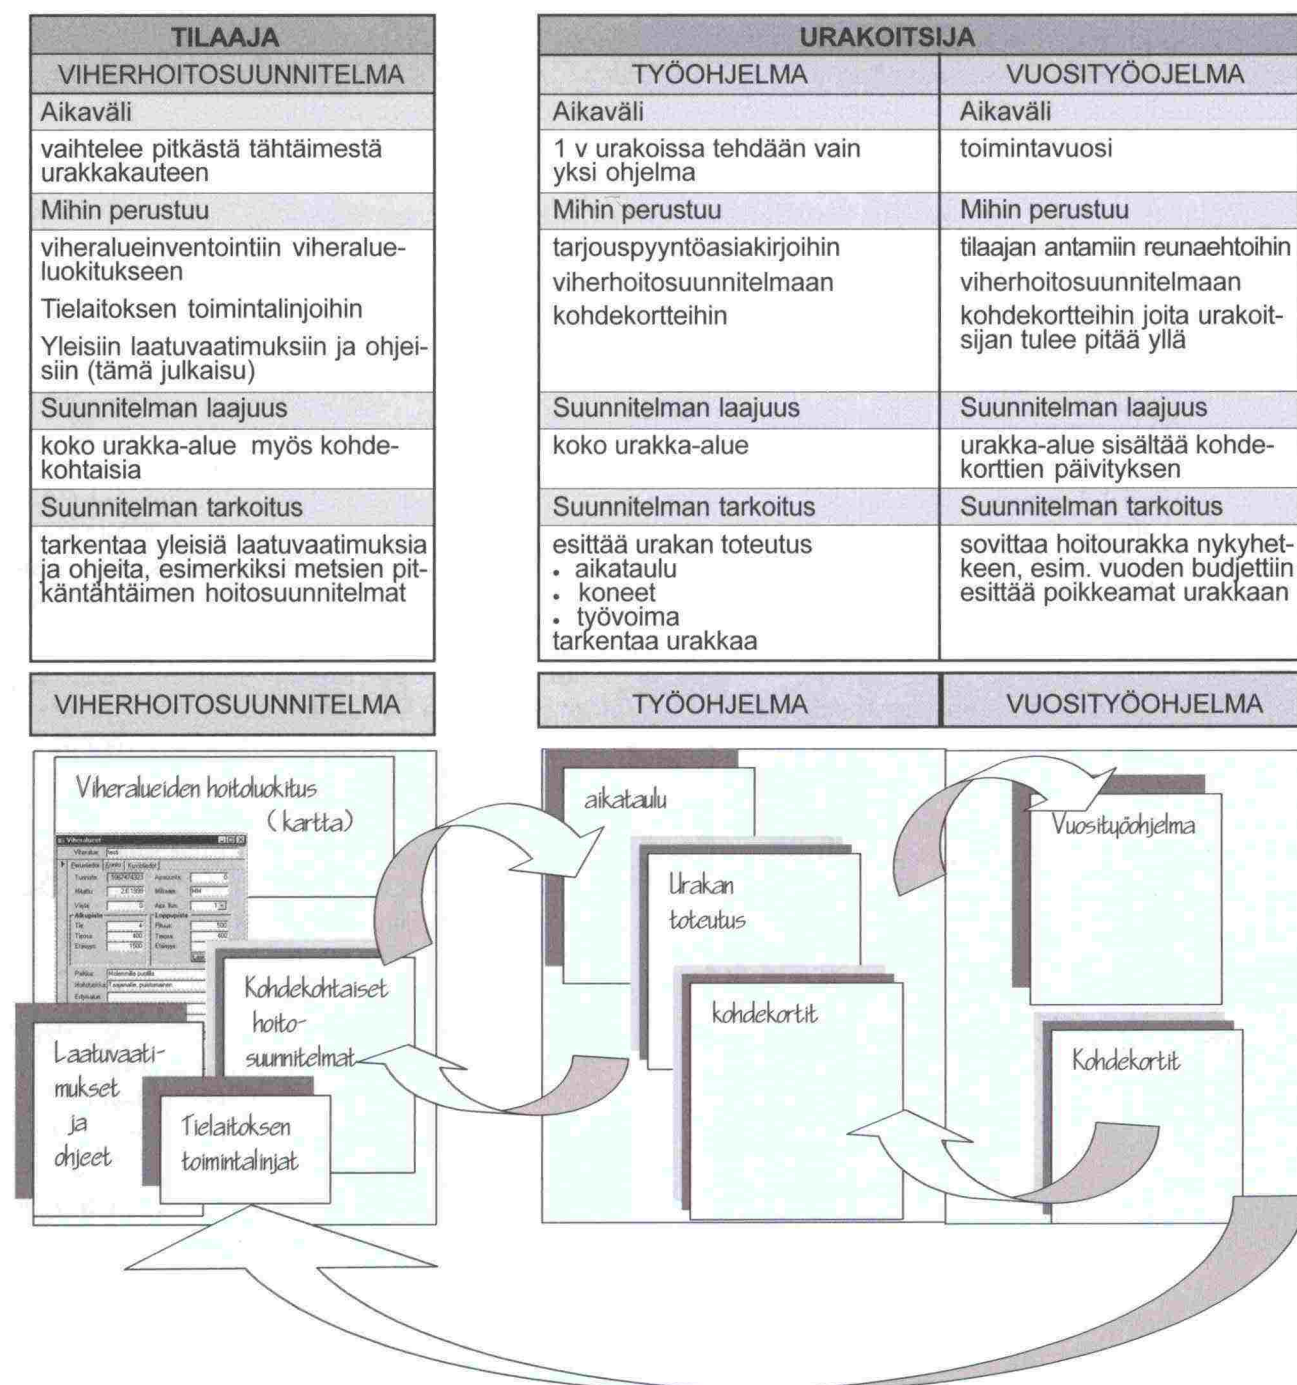 TILAAJA
VIHERHOITOSUUNNITELMA
Aikaväli
vaihtelee pitkästä tähtäimestä
urakkakauteen
Mihin perustuu
viheralueinventointiin viheralue-
luokitukseen
Tielaitoksen toimintalinjoihin
Yleisiin laatuvaatimuksiin ja ohjei-
siin (tämä julkaisu)
Suunnitelman laajuus
koko urakka-alue myös kohde-
kohtaisia
Suunnitelman tarkoitus
tarkentaa yleisiä laatuvaatimuksia
ja ohjeita, esimerkiksi metsien pit-
käntähtäimen hoitosuunnitelmat
URAKOITSIJA
TYÖOHJELMA
Aikaväli
1 v urakoissa tehdään vain
yksi ohjelma
Mihin perustuu
tarjouspyyntöasiakirjoihin
viherhoitosuunnitelmaan
kohdekortteihin
Suunnitelman laajuus
koko urakka-alue
Suunnitelman tarkoitus
esittää urakan toteutus
• aikataulu
• koneet
• työvoima
tarkentaa urakkaa
VUOSITYÖOJELMA
Aikaväli
toimintavuosi
Mihin perustuu
tilaajan antamiin reunaehtoihin
viherhoitosuunnitelmaan
kohdekortteihin joita urakoit-
sijan tulee pitää yllä
Suunnitelman laajuus
urakka-alue sisältää kohde-
korttien päivityksen
Suunnitelman tarkoitus
sovittaa hoitourakka nykyhet-
keen, esim. vuoden budjettiin
esittää poikkeamat urakkaan
VIHERHOITOSUUNNITELMA
TYÖOHJELMA
VUOSITYÖOHJELMA
Viheralueiden hoitoluokitus
(kartta)
Viheralueet
Kohdekohtaiset
hoito-
suunnitelmat
Laatuvaati-
mukset
ja
ohjeet
Tielaitoksen
toimintalinjat
aikataulu
Urakan
toteutus
kohdekortit
Vuosityöohjelma
Kohdekortit